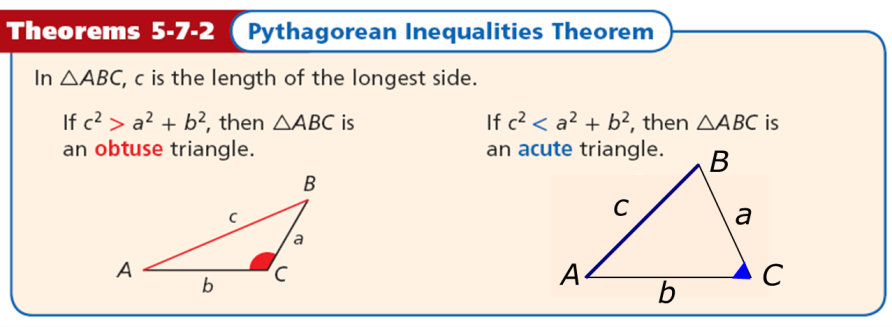 Theorems 5-7-2 Pythagorean Inequalities Theorem
In △ABC, c is the length of the longest side.
If c² > a² + b², then △ABC is
an obtuse triangle.
If c² < a² + b², then △ABC is
an acute triangle.
B
c
a
A
C
b
B
c
a
A
C
b